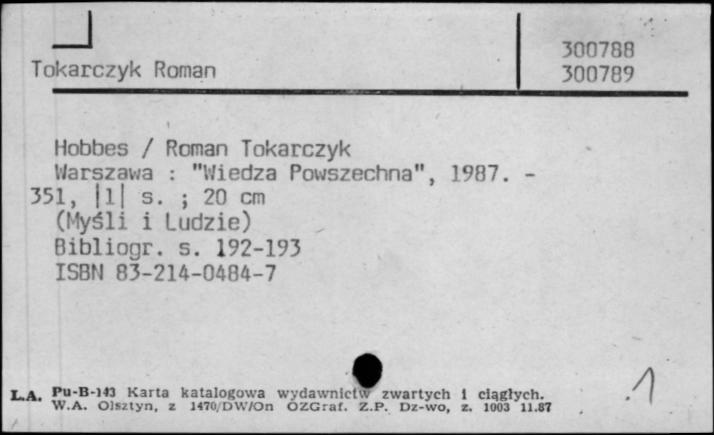 300788
Tokarczyk Roman 300789
Hobbes / Roman Tokarczyk
Warszawa : "Wiedza Powszechna", 1987. -
351, |1| s. ; 20 cm
(Myśli i Ludzie)
Bibliogr. s. 192-193
ISBN 83-214-0484-7
1
L.A. Pu-B-143 Karta katalogowa wydawnictw zwartych i ciągłych.
W.A. Olsztyn, z 1470/DW/On OZGraf. Z.P. Dz-wo, z. 1003 11.87